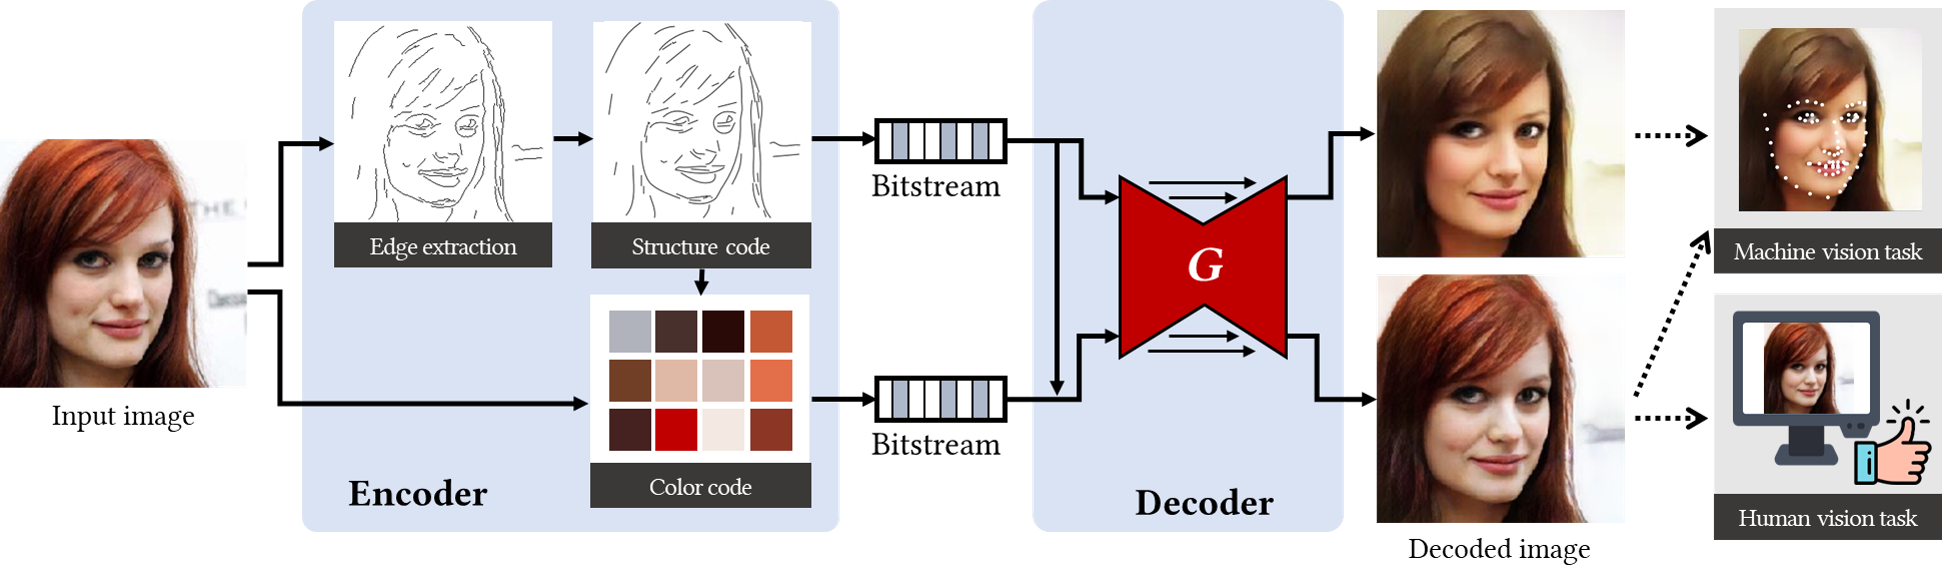 Input image
Edge extraction
Structure code
Color code
Encoder
Bitstream
Bitstream
G
Decoder
Decoded image
Machine vision task
Human vision task